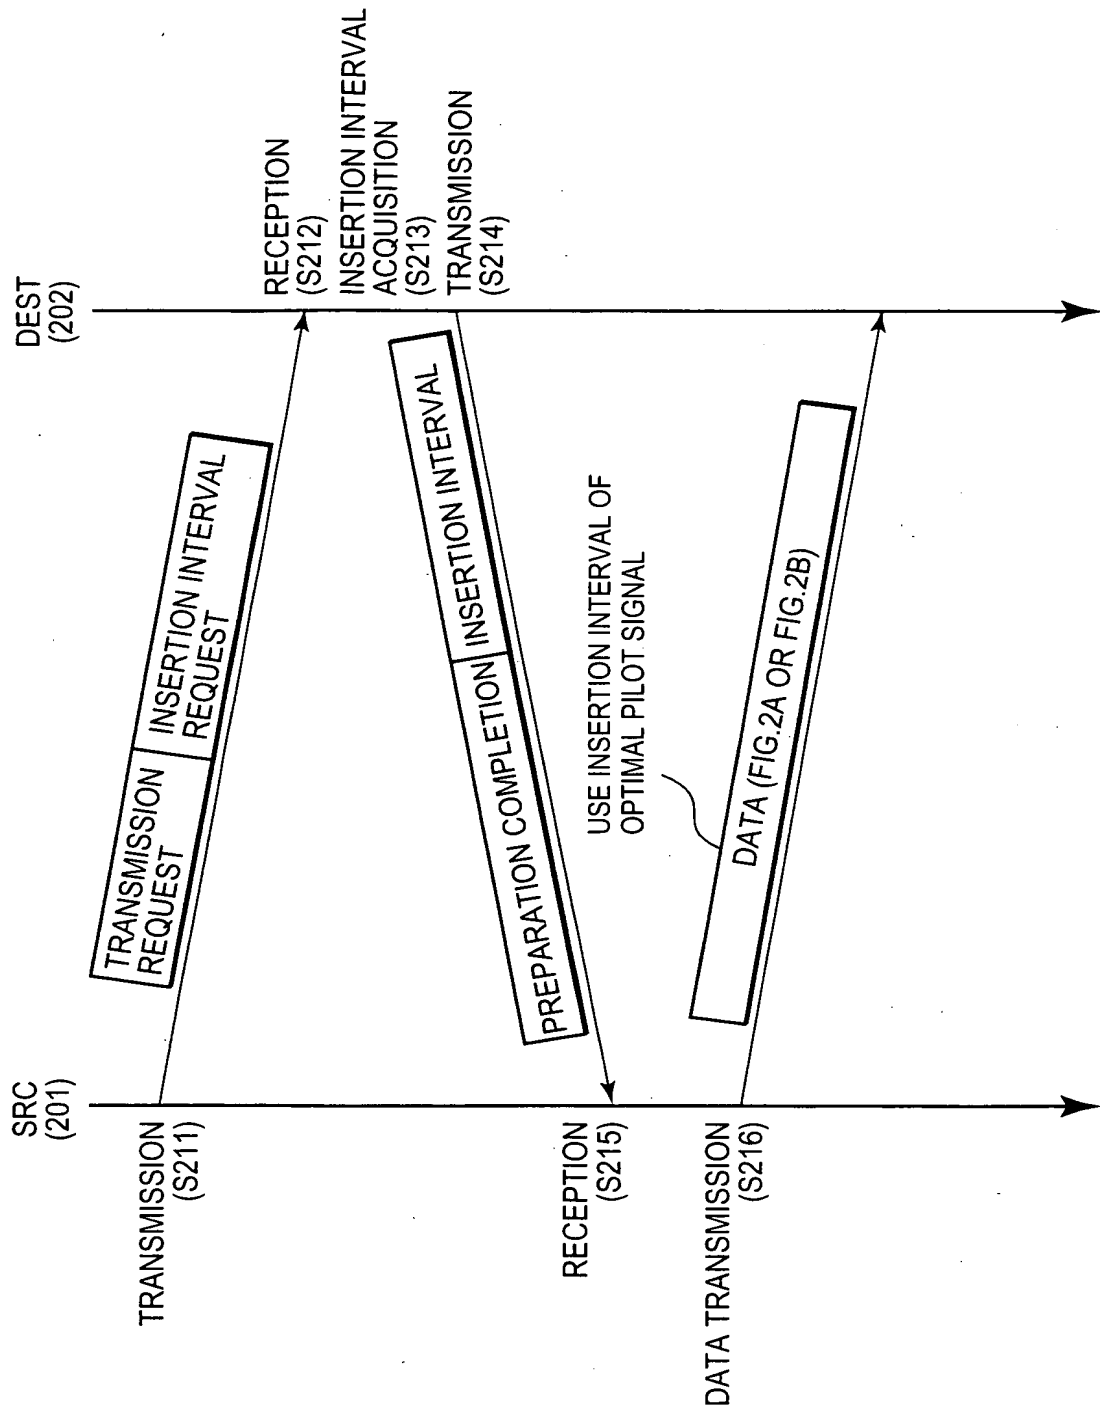 SRC
(201)
DEST
(202)
TRANSMISSION
(S211)
TRANSMISSION
REQUEST
INSERTION INTERVAL
REQUEST
RECEPTION
(S212)
INSERTION INTERVAL
ACQUISITION
(S213)
TRANSMISSION
(S214)
PREPARATION COMPLETION
INSERTION INTERVAL
RECEPTION
(S215)
USE INSERTION INTERVAL OF
OPTIMAL PILOT SIGNAL
DATA TRANSMISSION
(S216)
DATA (FIG.2A OR FIG.2B)